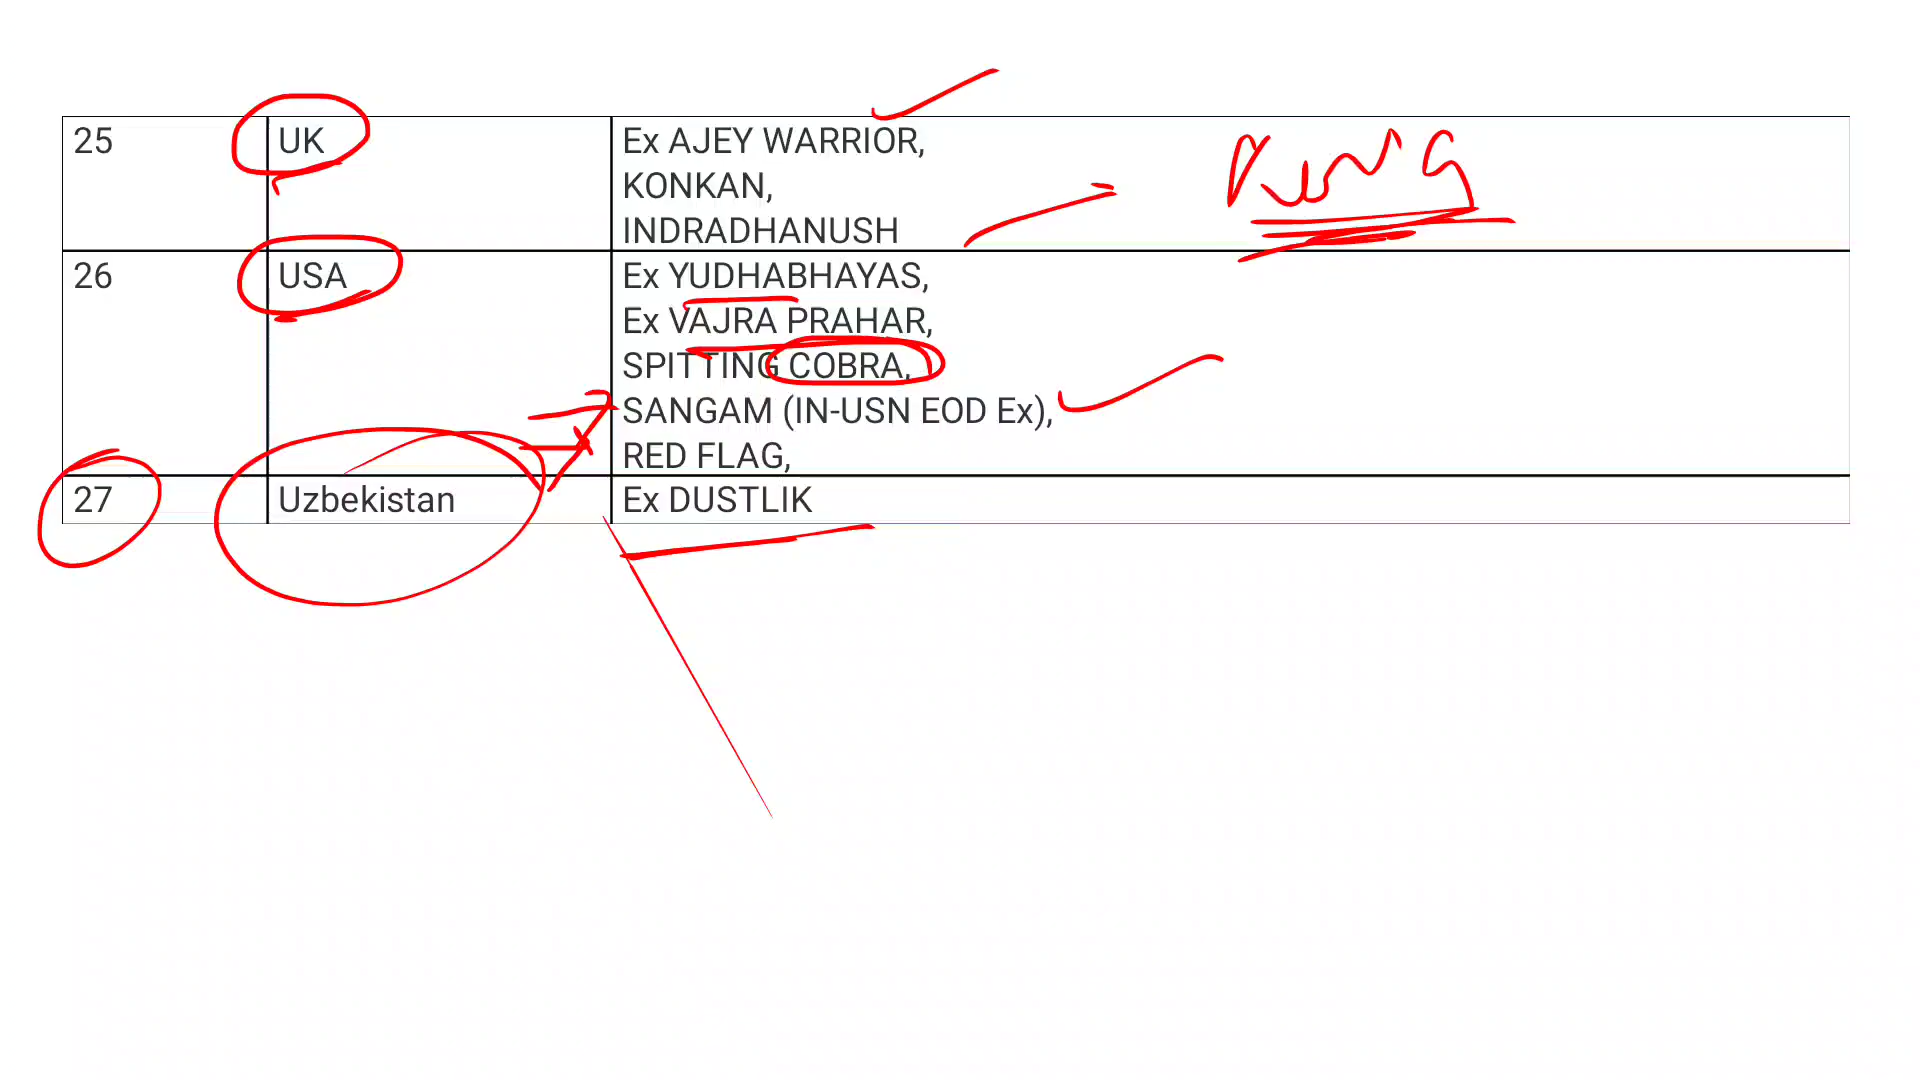 25 UK Ex AJEY WARRIOR,
KONKAN,
INDRADHANUSH
26 USA Ex YUDHABHAYAS,
Ex VAJRA PRAHAR,
SPITTING COBRA,
SANGAM (IN-USN EOD Ex),
RED FLAG,
27 Uzbekistan Ex DUSTLIK